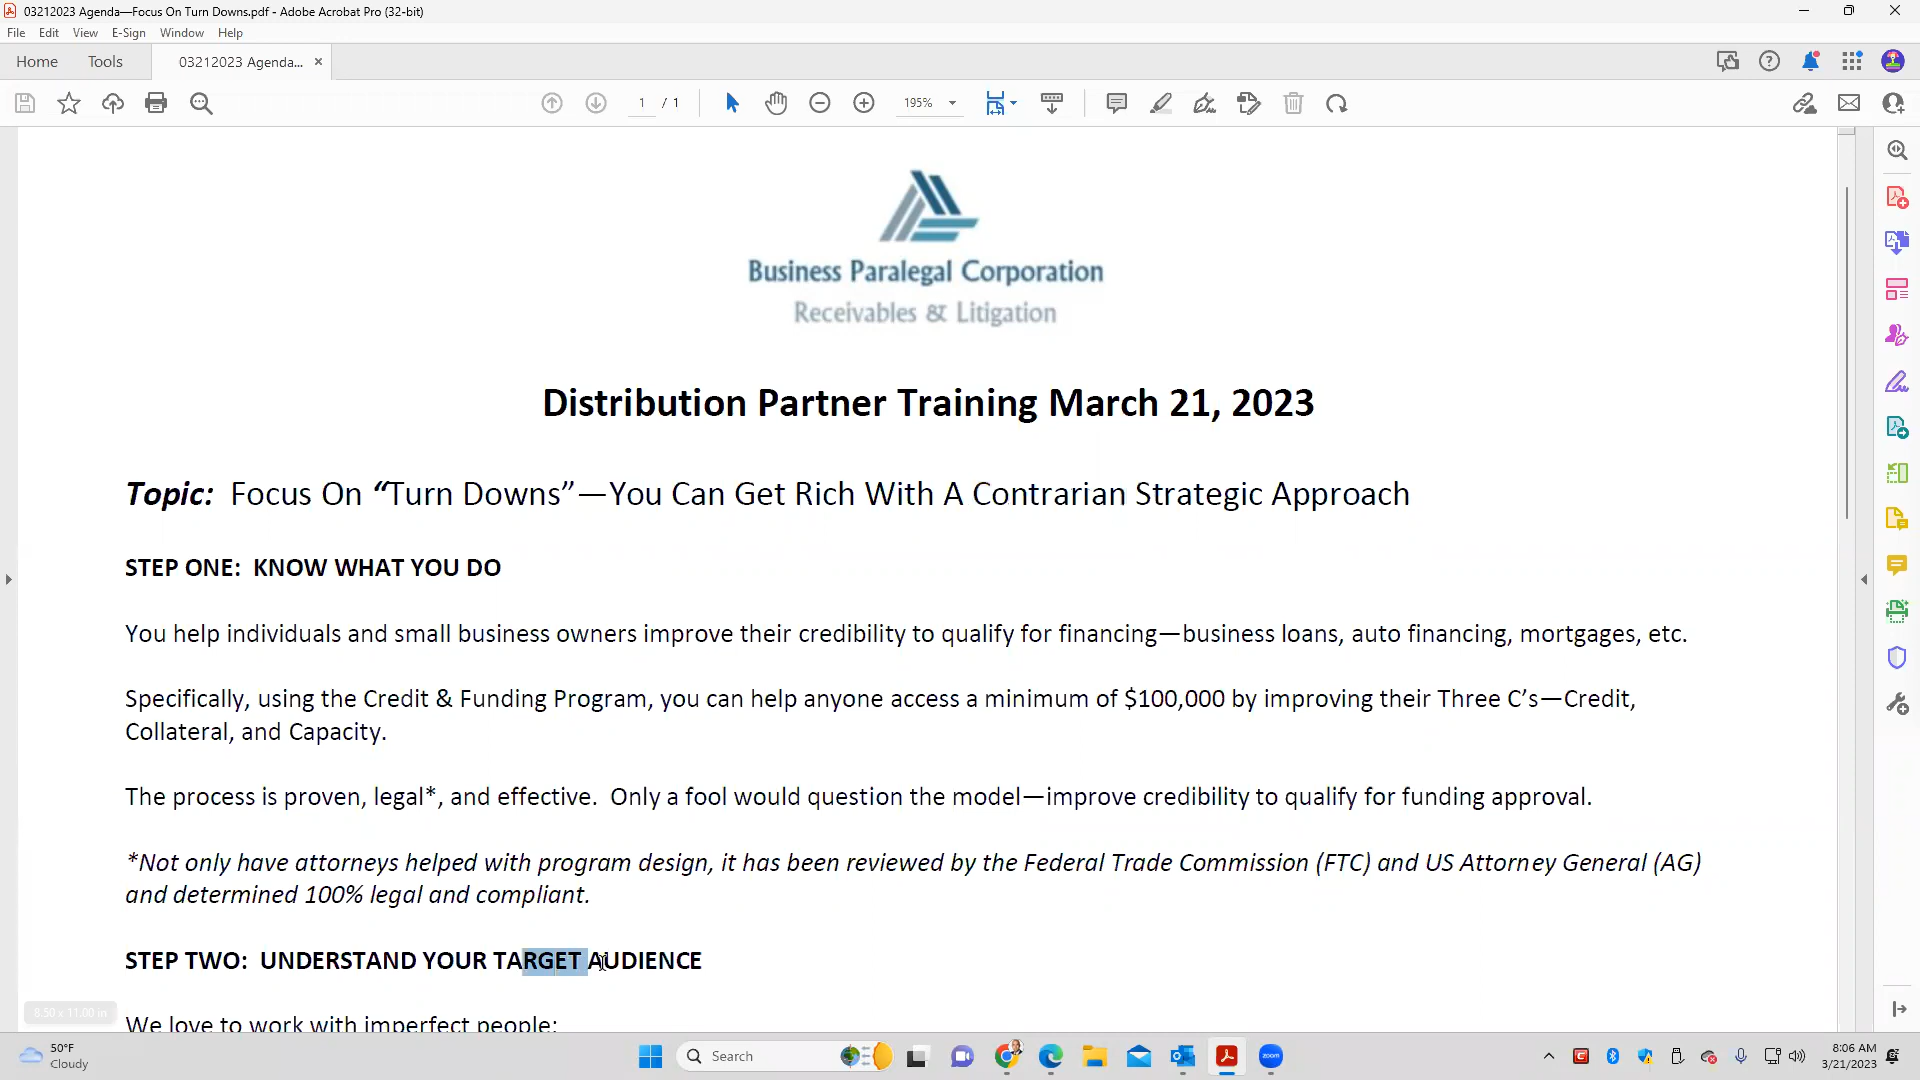 03212023 Agenda—Focus On Turn Downs.pdf - Adobe Acrobat Pro (32-bit)
File Edit View E-Sign Window Help
Home Tools 03212023 Agenda... ×
1 / 1 195%
Business Paralegal Corporation
Receivables & Litigation
Distribution Partner Training March 21, 2023
Topic: Focus On “Turn Downs”—You Can Get Rich With A Contrarian Strategic Approach
STEP ONE: KNOW WHAT YOU DO
You help individuals and small business owners improve their credibility to qualify for financing—business loans, auto financing, mortgages, etc.
Specifically, using the Credit & Funding Program, you can help anyone access a minimum of $100,000 by improving their Three C’s—Credit,
Collateral, and Capacity.
The process is proven, legal*, and effective. Only a fool would question the model—improve credibility to qualify for funding approval.
*Not only have attorneys helped with program design, it has been reviewed by the Federal Trade Commission (FTC) and US Attorney General (AG)
and determined 100% legal and compliant.
STEP TWO: UNDERSTAND YOUR TARGET AUDIENCE
8.50 x 11.00 in
We love to work with imperfect people:
50°F
Cloudy
Search
zoom
8:06 AM
3/21/2023